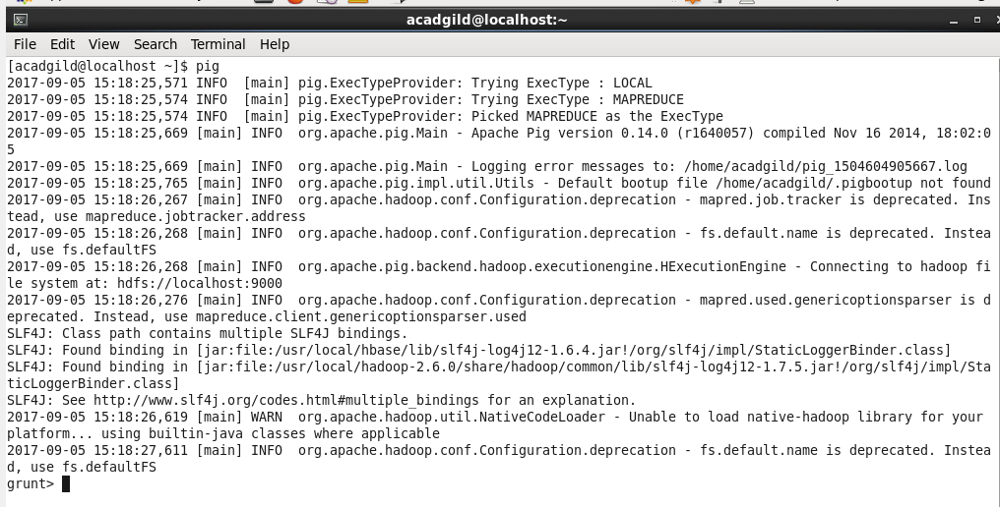 acadgild@localhost:~
File Edit View Search Terminal Help
[acadgild@localhost ~]$ pig
2017-09-05 15:18:25,571 INFO  [main] pig.ExecTypeProvider: Trying ExecType : LOCAL
2017-09-05 15:18:25,574 INFO  [main] pig.ExecTypeProvider: Trying ExecType : MAPREDUCE
2017-09-05 15:18:25,574 INFO  [main] pig.ExecTypeProvider: Picked MAPREDUCE as the ExecType
2017-09-05 15:18:25,669 [main] INFO  org.apache.pig.Main - Apache Pig version 0.14.0 (r1640057) compiled Nov 16 2014, 18:02:0
5
2017-09-05 15:18:25,669 [main] INFO  org.apache.pig.Main - Logging error messages to: /home/acadgild/pig_1504604905667.log
2017-09-05 15:18:25,765 [main] INFO  org.apache.pig.impl.util.Utils - Default bootup file /home/acadgild/.pigbootup not found
2017-09-05 15:18:26,267 [main] INFO  org.apache.hadoop.conf.Configuration.deprecation - mapred.job.tracker is deprecated. Ins
tead, use mapreduce.jobtracker.address
2017-09-05 15:18:26,268 [main] INFO  org.apache.hadoop.conf.Configuration.deprecation - fs.default.name is deprecated. Instea
d, use fs.defaultFS
2017-09-05 15:18:26,268 [main] INFO  org.apache.pig.backend.hadoop.executionengine.HExecutionEngine - Connecting to hadoop fi
le system at: hdfs://localhost:9000
2017-09-05 15:18:26,276 [main] INFO  org.apache.hadoop.conf.Configuration.deprecation - mapred.used.genericoptionsparser is d
eprecated. Instead, use mapreduce.client.genericoptionsparser.used
SLF4J: Class path contains multiple SLF4J bindings.
SLF4J: Found binding in [jar:file:/usr/local/hbase/lib/slf4j-log4j12-1.6.4.jar!/org/slf4j/impl/StaticLoggerBinder.class]
SLF4J: Found binding in [jar:file:/usr/local/hadoop-2.6.0/share/hadoop/common/lib/slf4j-log4j12-1.7.5.jar!/org/slf4j/impl/Sta
ticLoggerBinder.class]
SLF4J: See http://www.slf4j.org/codes.html#multiple_bindings for an explanation.
2017-09-05 15:18:26,619 [main] WARN  org.apache.hadoop.util.NativeCodeLoader - Unable to load native-hadoop library for your
platform... using builtin-java classes where applicable
2017-09-05 15:18:27,611 [main] INFO  org.apache.hadoop.conf.Configuration.deprecation - fs.default.name is deprecated. Instea
d, use fs.defaultFS
grunt>